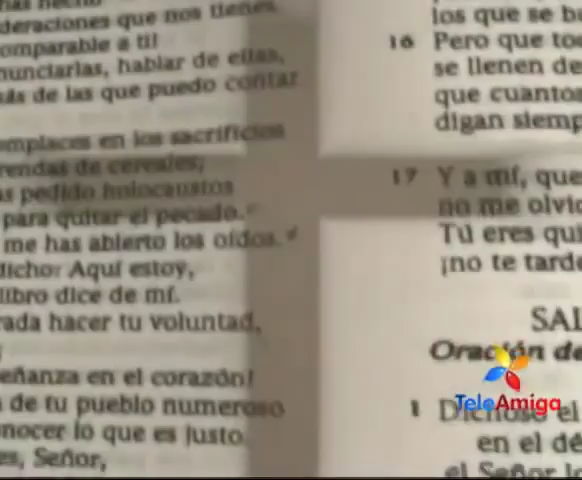 deraciones que nos tienes
omparable a ti!
nunciarlas, hablar de ellas,
más de las que puedo contar
omplaces en los sacrificios
rendas de cereales;
as pedido holocaustos
para quitar el pecado.
me has abierto los oídos.
dicho: Aquí estoy,
libro dice de mí.
rada hacer tu voluntad,
eñanza en el corazón!
de tu pueblo numeroso
nocer lo que es justo.
es, Señor,
los que se b
16 Pero que to
se llenen de
que cuantos
digan siemp
17 Y a mí, que
no me olvi
Tú eres qui
¡no te tard
SAL
Oración de
1 Dichoso el
en el dé
el Señor lo
TeleAmiga